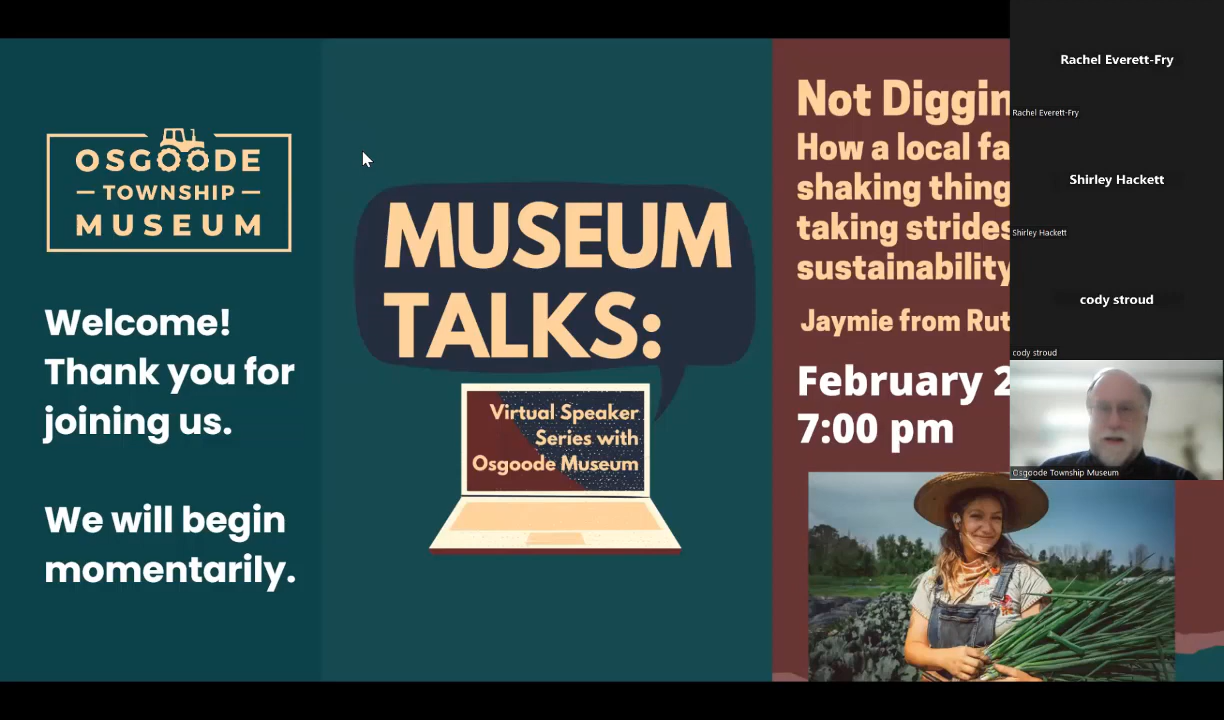 OSGOODE
TOWNSHIP
MUSEUM
Welcome!
Thank you for
joining us.
We will begin
momentarily.
MUSEUM
TALKS:
Virtual Speaker
Series with
Osgoode Museum
Not Diggin
How a local fa
shaking thing
taking strides
sustainability
Jaymie from Rut
February 2
7:00 pm
Rachel Everett-Fry
Rachel Everett-Fry
Shirley Hackett
Shirley Hackett
cody stroud
cody stroud
Osgoode Township Museum